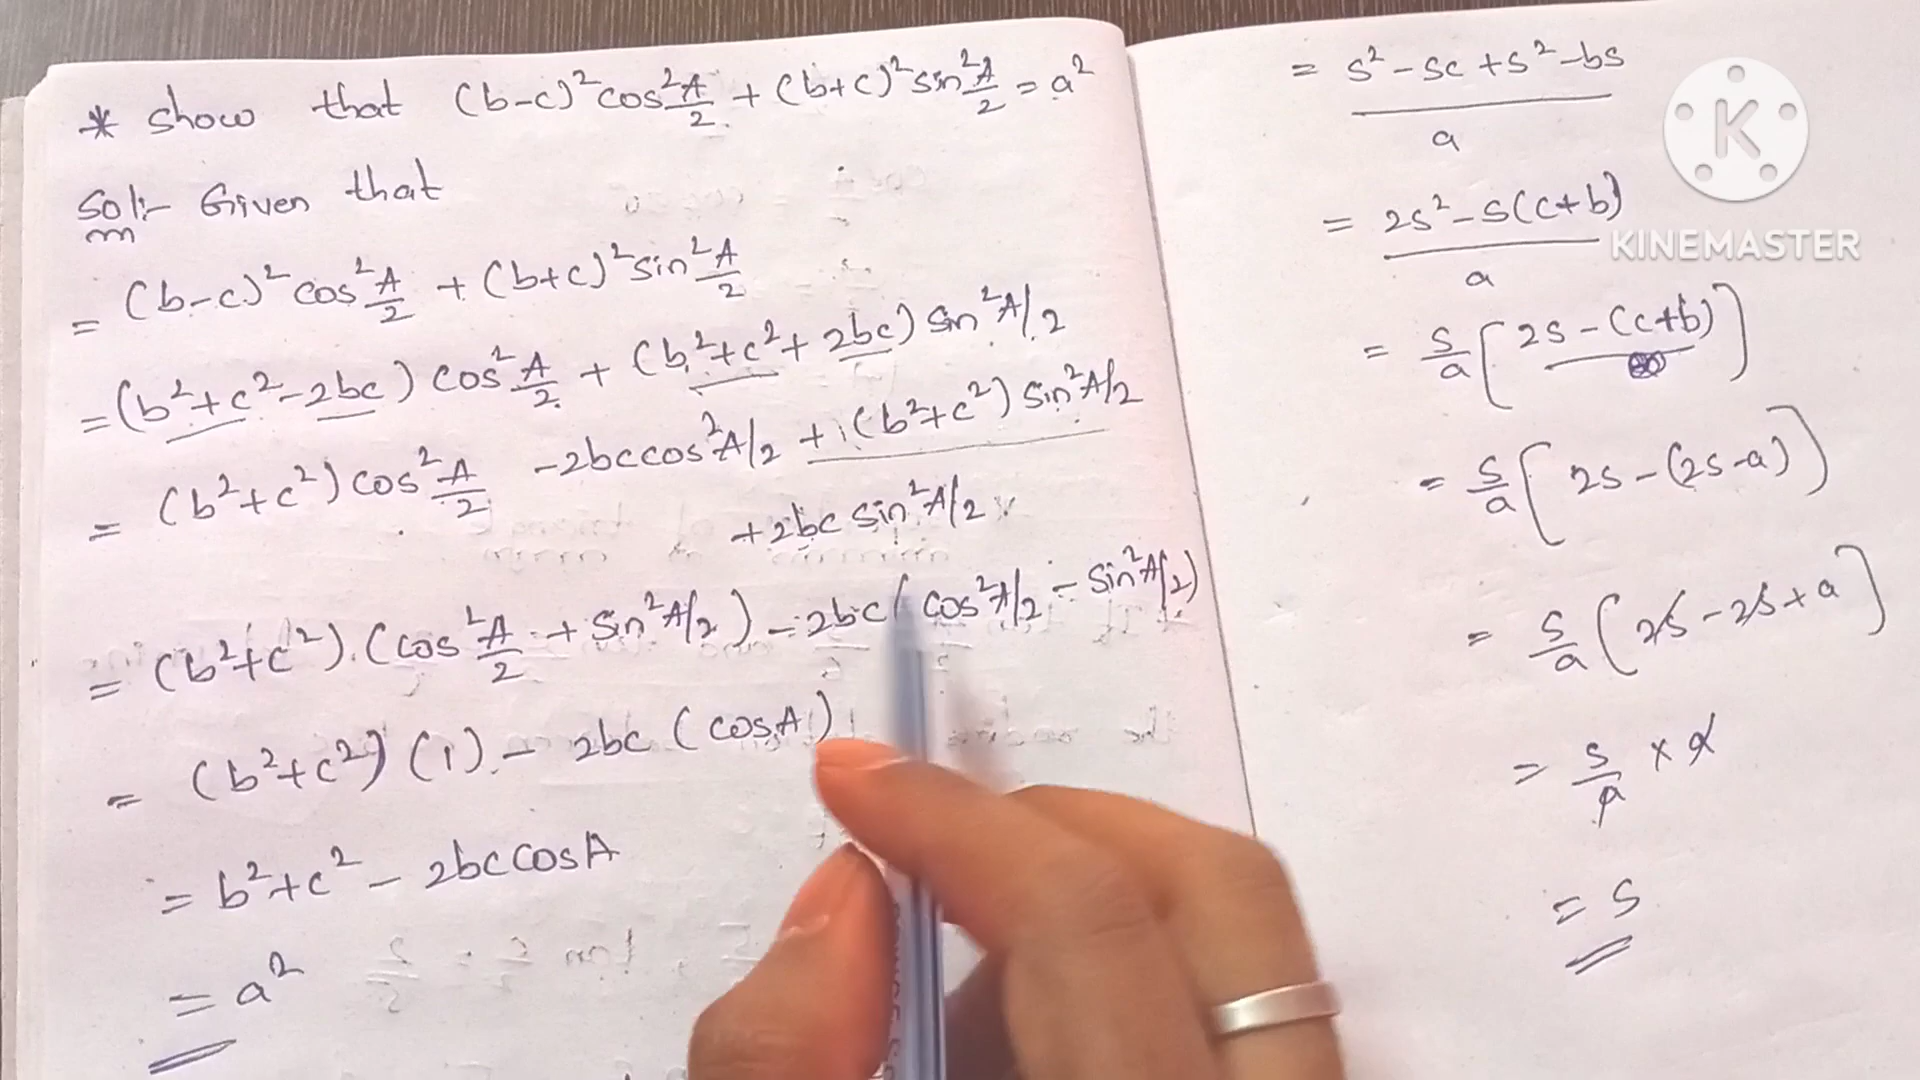 * show that (b-c)² cos² A/2 + (b+c)² sin² A/2 = a²
Sol:- Given that
= (b-c)² cos² A/2 + (b+c)² sin² A/2
= (b²+c²-2bc) cos² A/2 + (b²+c²+2bc) sin² A/2
= (b²+c²) cos² A/2 -2bc cos² A/2 + (b²+c²) sin² A/2
+2bc sin² A/2
= (b²+c²).(cos² A/2 + sin² A/2) - 2bc (cos² A/2 - sin² A/2)
= (b²+c²) (1) - 2bc (cosA)
= b²+c² - 2bc cosA
= a²
= s² - sc + s² - bs / a
= 2s² - s(c+b) / a
= s/a [2s - (c+b)]
= s/a [2s - (2s-a)]
= s/a (2s - 2s + a)
= s/a × a
= s
KINEMASTER